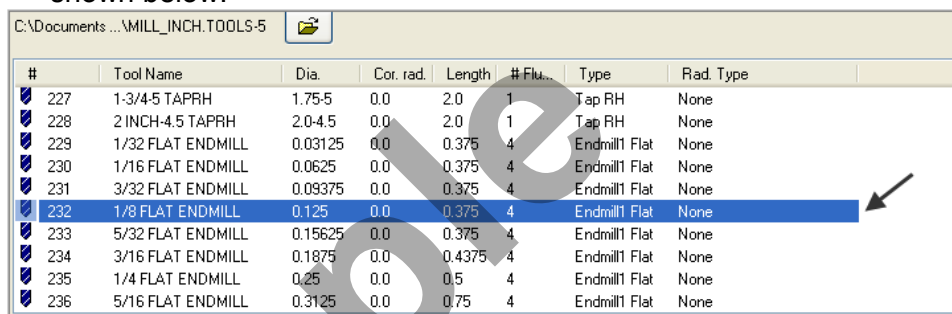 shown below:
C:\Documents ...\MILL_INCH.TOOLS-5
# Tool Name Dia. Cor. rad. Length # Flu... Type Rad. Type
227 1-3/4-5 TAPRH 1.75-5 0.0 2.0 1 Tap RH None
228 2 INCH-4.5 TAPRH 2.0-4.5 0.0 2.0 1 Tap RH None
229 1/32 FLAT ENDMILL 0.03125 0.0 0.375 4 Endmill1 Flat None
230 1/16 FLAT ENDMILL 0.0625 0.0 0.375 4 Endmill1 Flat None
231 3/32 FLAT ENDMILL 0.09375 0.0 0.375 4 Endmill1 Flat None
232 1/8 FLAT ENDMILL 0.125 0.0 0.375 4 Endmill1 Flat None
233 5/32 FLAT ENDMILL 0.15625 0.0 0.375 4 Endmill1 Flat None
234 3/16 FLAT ENDMILL 0.1875 0.0 0.4375 4 Endmill1 Flat None
235 1/4 FLAT ENDMILL 0.25 0.0 0.5 4 Endmill1 Flat None
236 5/16 FLAT ENDMILL 0.3125 0.0 0.75 4 Endmill1 Flat None
ple